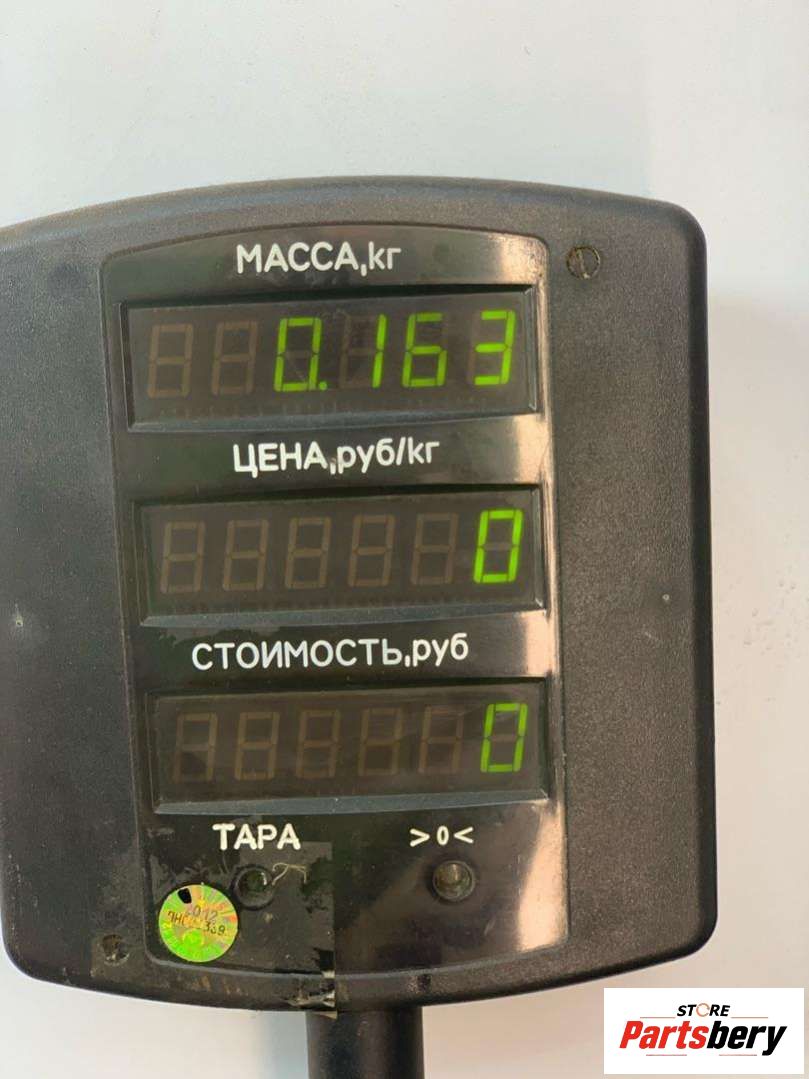 МАССА,кг
0.163
ЦЕНА,руб/кг
0
СТОИМОСТЬ,руб
0
ТАРА >0<
STORE
Partsbery